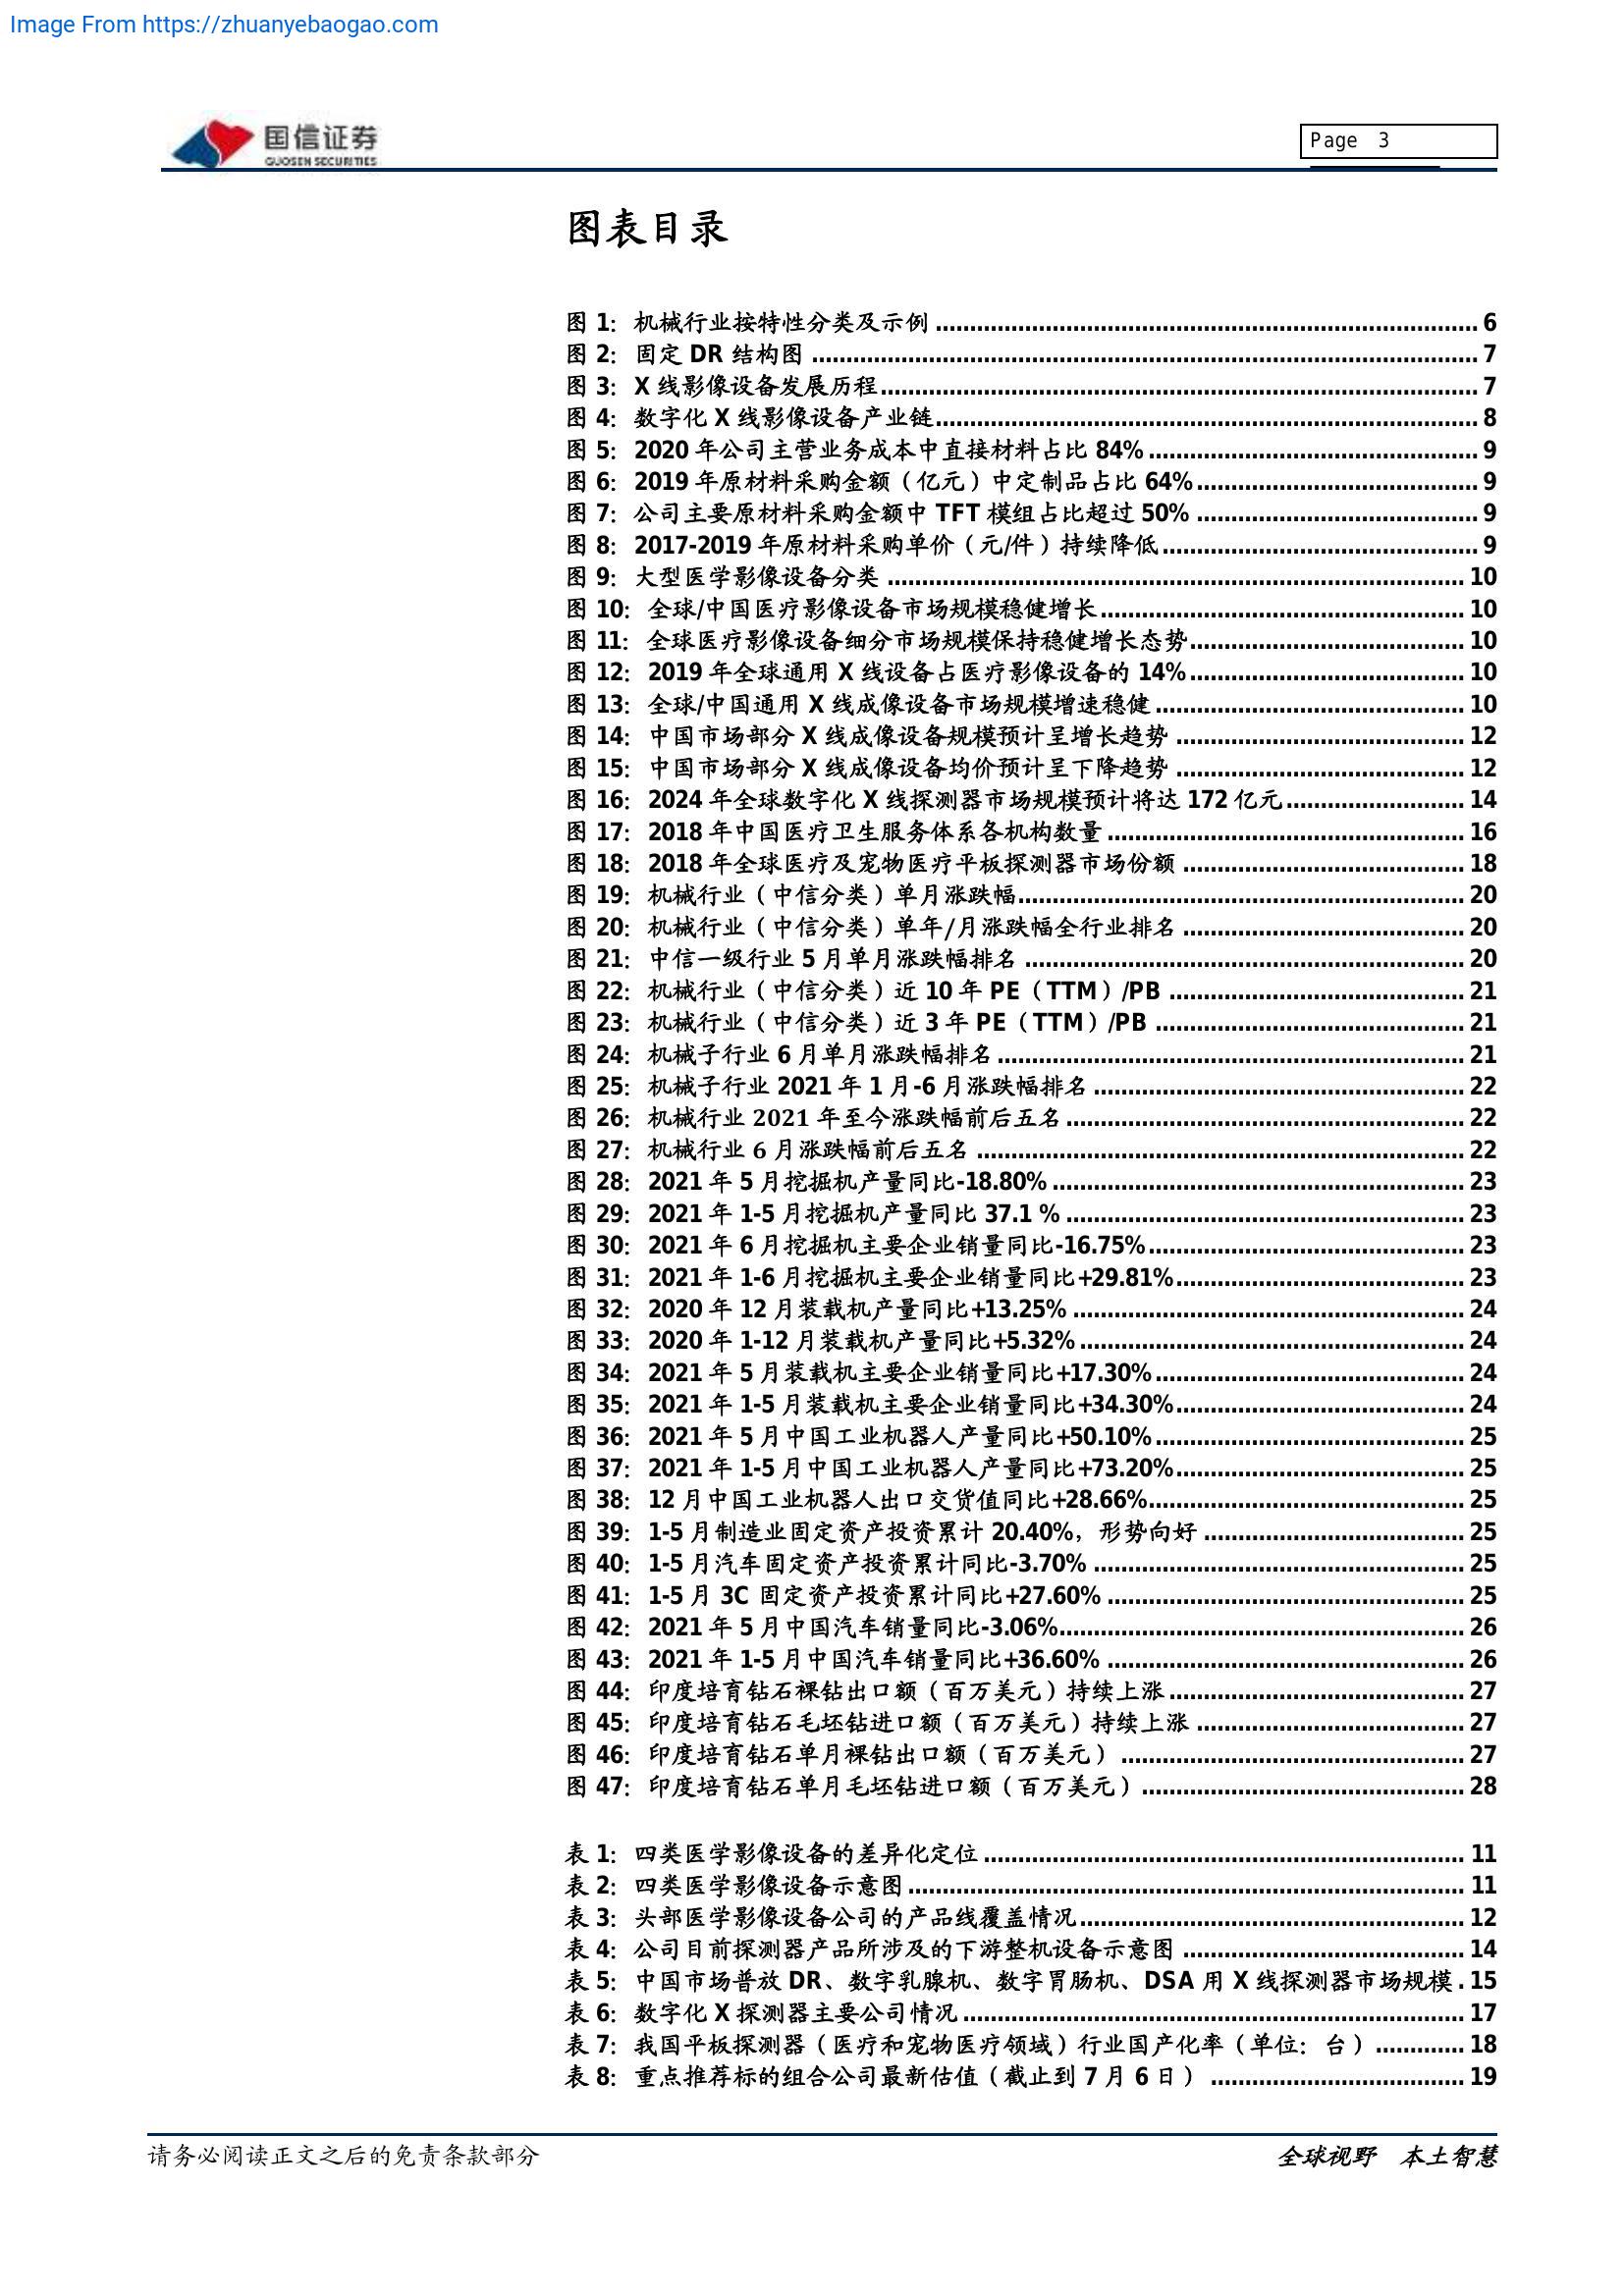 Image From https://zhuanyebaogao.com
国信证券
GUOSEN SECURITIES
Page 3
图表目录
图 1：机械行业按特性分类及示例 ........ 6
图 2：固定 DR 结构图 ........ 7
图 3：X 线影像设备发展历程 ........ 7
图 4：数字化 X 线影像设备产业链 ........ 8
图 5：2020 年公司主营业务成本中直接材料占比 84% ........ 9
图 6：2019 年原材料采购金额（亿元）中定制品占比 64% ........ 9
图 7：公司主要原材料采购金额中 TFT 模组占比超过 50% ........ 9
图 8：2017-2019 年原材料采购单价（元/件）持续降低 ........ 9
图 9：大型医学影像设备分类 ........ 10
图 10：全球/中国医疗影像设备市场规模稳健增长 ........ 10
图 11：全球医疗影像设备细分市场规模保持稳健增长态势 ........ 10
图 12：2019 年全球通用 X 线设备占医疗影像设备的 14% ........ 10
图 13：全球/中国通用 X 线成像设备市场规模增速稳健 ........ 10
图 14：中国市场部分 X 线成像设备规模预计呈增长趋势 ........ 12
图 15：中国市场部分 X 线成像设备均价预计呈下降趋势 ........ 12
图 16：2024 年全球数字化 X 线探测器市场规模预计将达 172 亿元 ........ 14
图 17：2018 年中国医疗卫生服务体系各机构数量 ........ 16
图 18：2018 年全球医疗及宠物医疗平板探测器市场份额 ........ 18
图 19：机械行业（中信分类）单月涨跌幅 ........ 20
图 20：机械行业（中信分类）单年/月涨跌幅全行业排名 ........ 20
图 21：中信一级行业 5 月单月涨跌幅排名 ........ 20
图 22：机械行业（中信分类）近 10 年 PE（TTM）/PB ........ 21
图 23：机械行业（中信分类）近 3 年 PE（TTM）/PB ........ 21
图 24：机械子行业 6 月单月涨跌幅排名 ........ 21
图 25：机械子行业 2021 年 1 月-6 月涨跌幅排名 ........ 22
图 26：机械行业 2021 年至今涨跌幅前后五名 ........ 22
图 27：机械行业 6 月涨跌幅前后五名 ........ 22
图 28：2021 年 5 月挖掘机产量同比-18.80% ........ 23
图 29：2021 年 1-5 月挖掘机产量同比 37.1 % ........ 23
图 30：2021 年 6 月挖掘机主要企业销量同比-16.75% ........ 23
图 31：2021 年 1-6 月挖掘机主要企业销量同比+29.81% ........ 23
图 32：2020 年 12 月装载机产量同比+13.25% ........ 24
图 33：2020 年 1-12 月装载机产量同比+5.32% ........ 24
图 34：2021 年 5 月装载机主要企业销量同比+17.30% ........ 24
图 35：2021 年 1-5 月装载机主要企业销量同比+34.30% ........ 24
图 36：2021 年 5 月中国工业机器人产量同比+50.10% ........ 25
图 37：2021 年 1-5 月中国工业机器人产量同比+73.20% ........ 25
图 38：12 月中国工业机器人出口交货值同比+28.66% ........ 25
图 39：1-5 月制造业固定资产投资累计 20.40%，形势向好 ........ 25
图 40：1-5 月汽车固定资产投资累计同比-3.70% ........ 25
图 41：1-5 月 3C 固定资产投资累计同比+27.60% ........ 25
图 42：2021 年 5 月中国汽车销量同比-3.06% ........ 26
图 43：2021 年 1-5 月中国汽车销量同比+36.60% ........ 26
图 44：印度培育钻石裸钻出口额（百万美元）持续上涨 ........ 27
图 45：印度培育钻石毛坯钻进口额（百万美元）持续上涨 ........ 27
图 46：印度培育钻石单月裸钻出口额（百万美元） ........ 27
图 47：印度培育钻石单月毛坯钻进口额（百万美元） ........ 28
表 1：四类医学影像设备的差异化定位 ........ 11
表 2：四类医学影像设备示意图 ........ 11
表 3：头部医学影像设备公司的产品线覆盖情况 ........ 12
表 4：公司目前探测器产品所涉及的下游整机设备示意图 ........ 14
表 5：中国市场普放 DR、数字乳腺机、数字胃肠机、DSA 用 X 线探测器市场规模 . 15
表 6：数字化 X 探测器主要公司情况 ........ 17
表 7：我国平板探测器（医疗和宠物医疗领域）行业国产化率（单位：台） ........ 18
表 8：重点推荐标的组合公司最新估值（截止到 7 月 6 日） ........ 19
请务必阅读正文之后的免责条款部分
全球视野 本土智慧